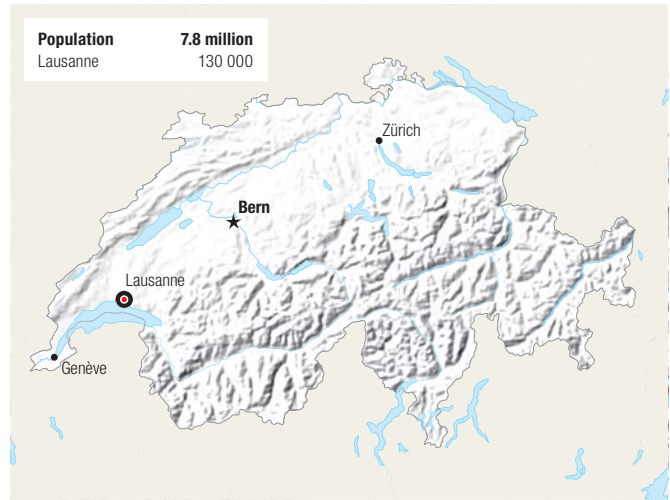 Population 7.8 million
Lausanne 130 000
Zürich
Bern
Lausanne
Genève